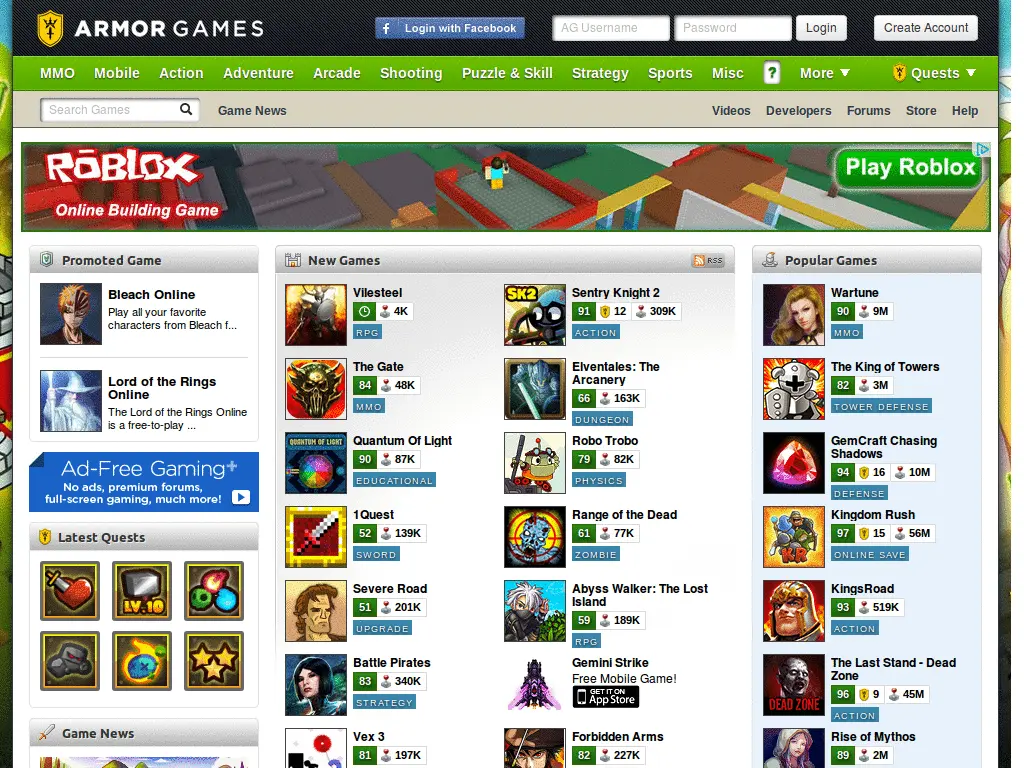 ARMOR GAMES
Login with Facebook
AG Username
Password
Login
Create Account
MMO Mobile Action Adventure Arcade Shooting Puzzle & Skill Strategy Sports Misc ? More Quests
Search Games
Game News
Videos Developers Forums Store Help
ROBLOX
Online Building Game
Play Roblox
Promoted Game
Bleach Online
Play all your favorite
characters from Bleach f...
Lord of the Rings
Online
The Lord of the Rings Online
is a free-to-play ...
Ad-Free Gaming+
No ads, premium forums,
full-screen gaming, much more!
Latest Quests
LV.10
Game News
New Games
RSS
Vilesteel
4K
RPG
SK2
Sentry Knight 2
91 12 309K
ACTION
The Gate
84 48K
MMO
Elventales: The
Arcanery
66 163K
DUNGEON
QUANTUM OF LIGHT
Quantum Of Light
90 87K
EDUCATIONAL
Robo Trobo
79 82K
PHYSICS
1Quest
52 139K
SWORD
Range of the Dead
61 77K
ZOMBIE
Severe Road
51 201K
UPGRADE
Abyss Walker: The Lost
Island
59 189K
RPG
Battle Pirates
83 340K
STRATEGY
Gemini Strike
Free Mobile Game!
GET IT ON
App Store
Vex 3
81 197K
Forbidden Arms
82 227K
Popular Games
Wartune
90 9M
MMO
The King of Towers
82 3M
TOWER DEFENSE
GemCraft Chasing
Shadows
94 16 10M
DEFENSE
KR
Kingdom Rush
97 15 56M
ONLINE SAVE
KingsRoad
93 519K
ACTION
DEAD ZONE
The Last Stand - Dead
Zone
96 9 45M
ACTION
Rise of Mythos
89 2M